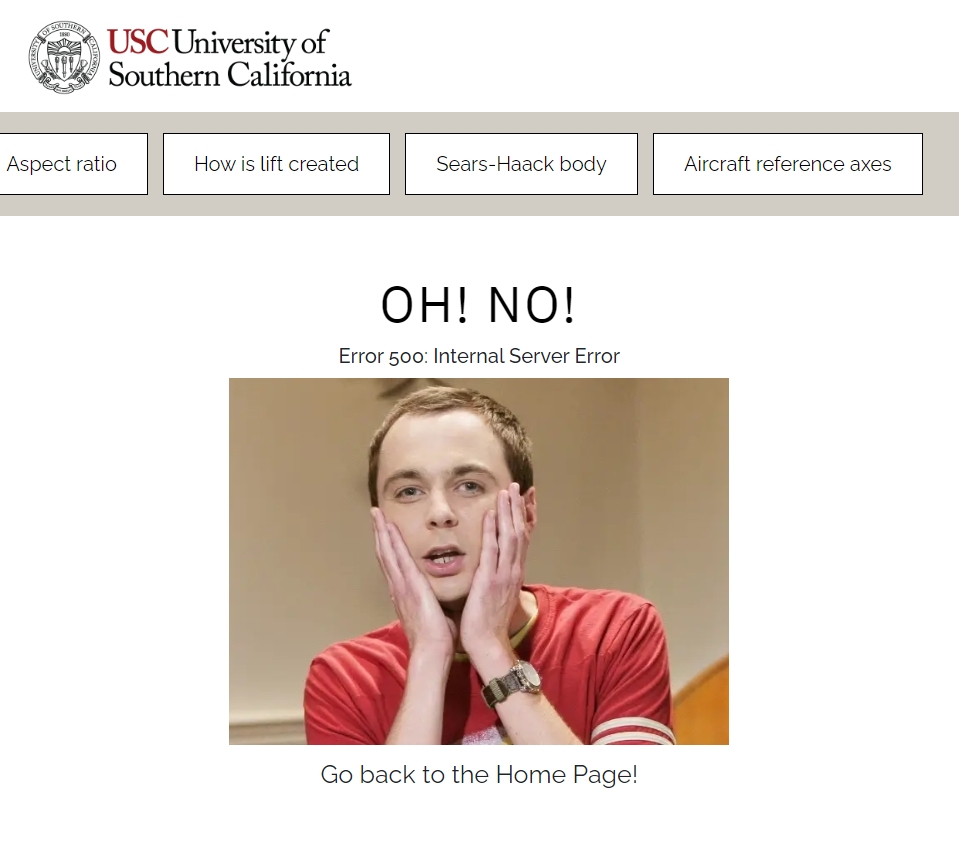 USC University of
Southern California
Aspect ratio
How is lift created
Sears-Haack body
Aircraft reference axes
OH! NO!
Error 500: Internal Server Error
Go back to the Home Page!